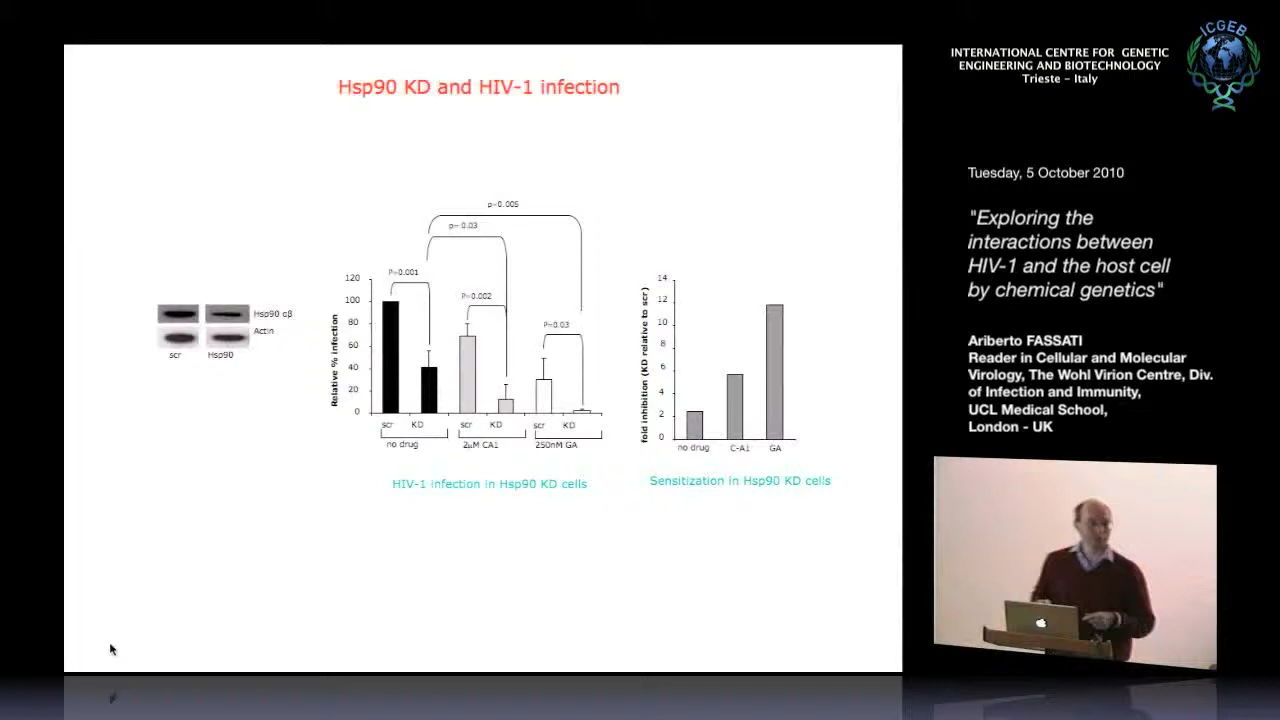 Hsp90 KD and HIV-1 infection
Hsp90 αβ
Actin
scr
Hsp90
p=0.005
p=0.03
P=0.001
P=0.002
P=0.03
Relative % infection
120
100
80
60
40
20
0
scr KD scr KD scr KD
no drug 2μM CA1 250nM GA
HIV-1 infection in Hsp90 KD cells
fold inhibition (KD relative to scr)
14
12
10
8
6
4
2
0
no drug C-A1 GA
Sensitization in Hsp90 KD cells
INTERNATIONAL CENTRE FOR GENETIC
ENGINEERING AND BIOTECHNOLOGY
Trieste – Italy
ICGEB
Tuesday, 5 October 2010
"Exploring the
interactions between
HIV-1 and the host cell
by chemical genetics"
Ariberto FASSATI
Reader in Cellular and Molecular
Virology, The Wohl Virion Centre, Div.
of Infection and Immunity,
UCL Medical School,
London - UK